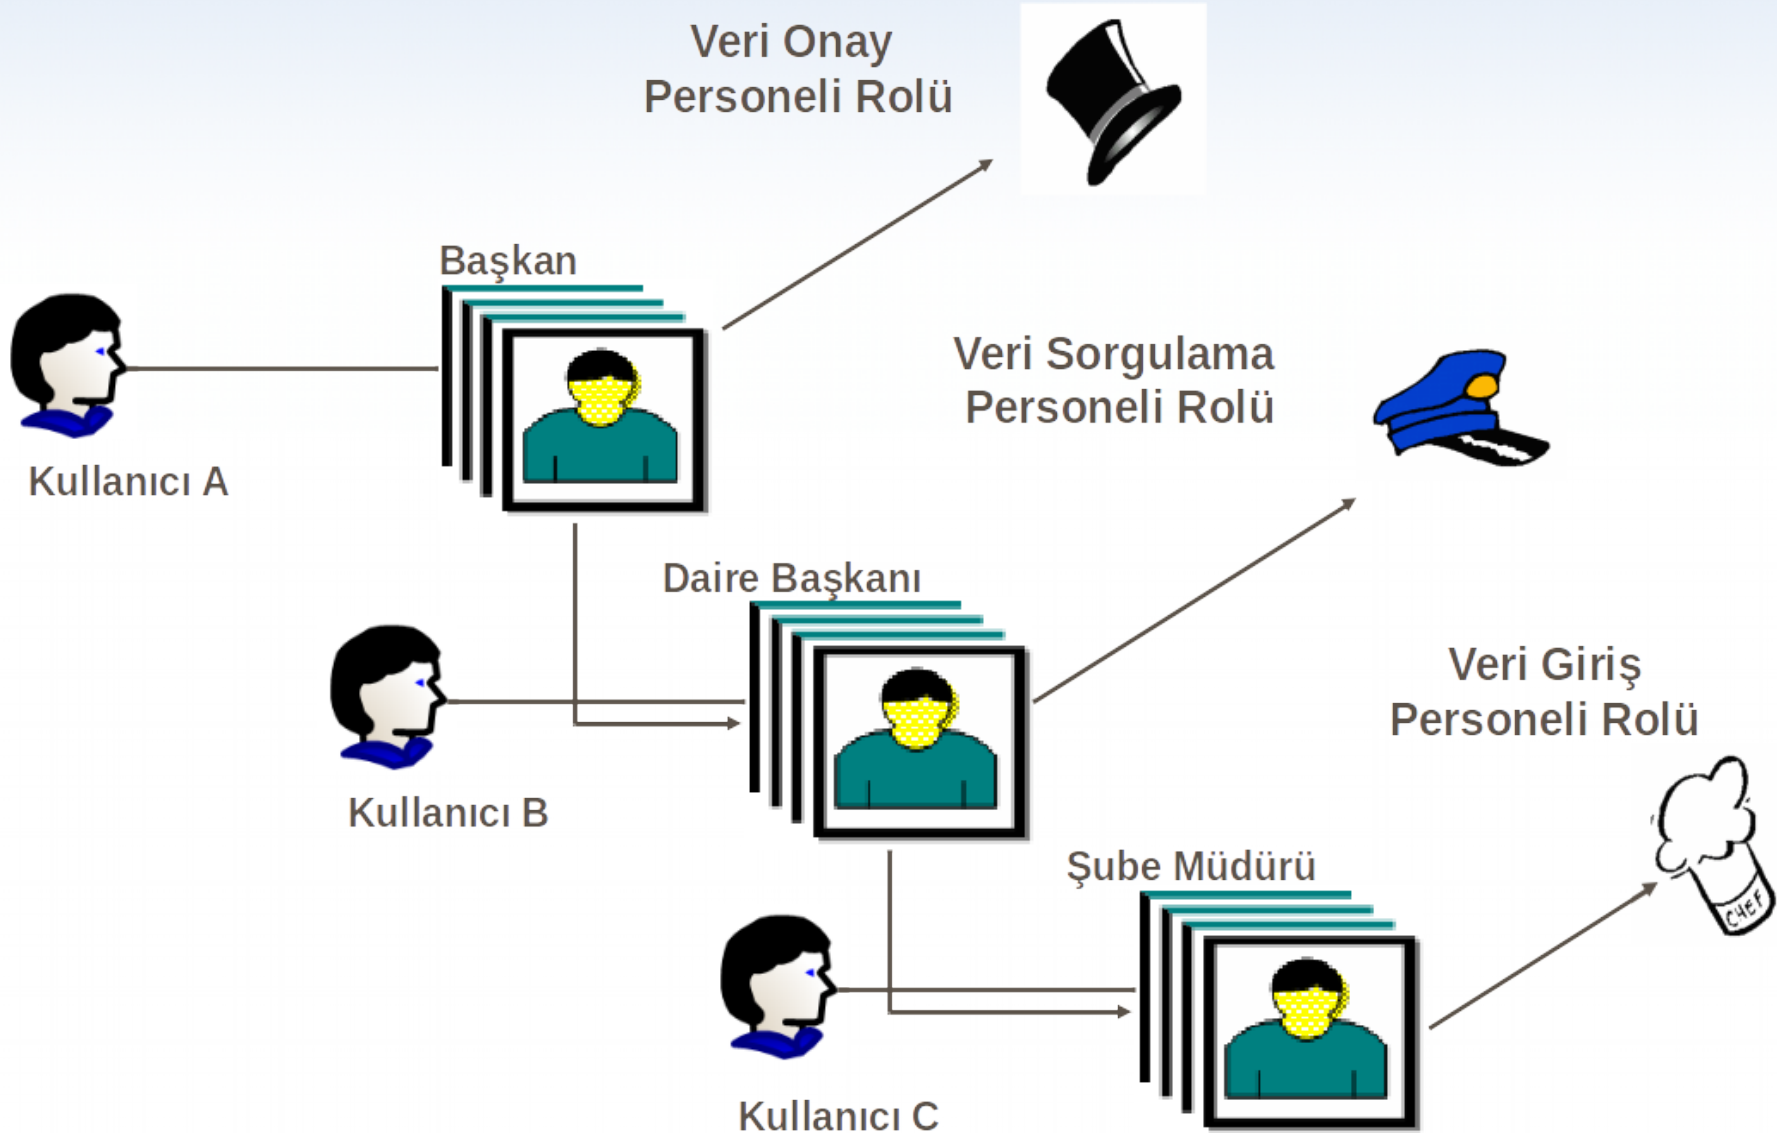 Veri Onay
Personeli Rolü
Başkan
Kullanıcı A
Veri Sorgulama
Personeli Rolü
Daire Başkanı
Kullanıcı B
Veri Giriş
Personeli Rolü
CHEF
Şube Müdürü
Kullanıcı C